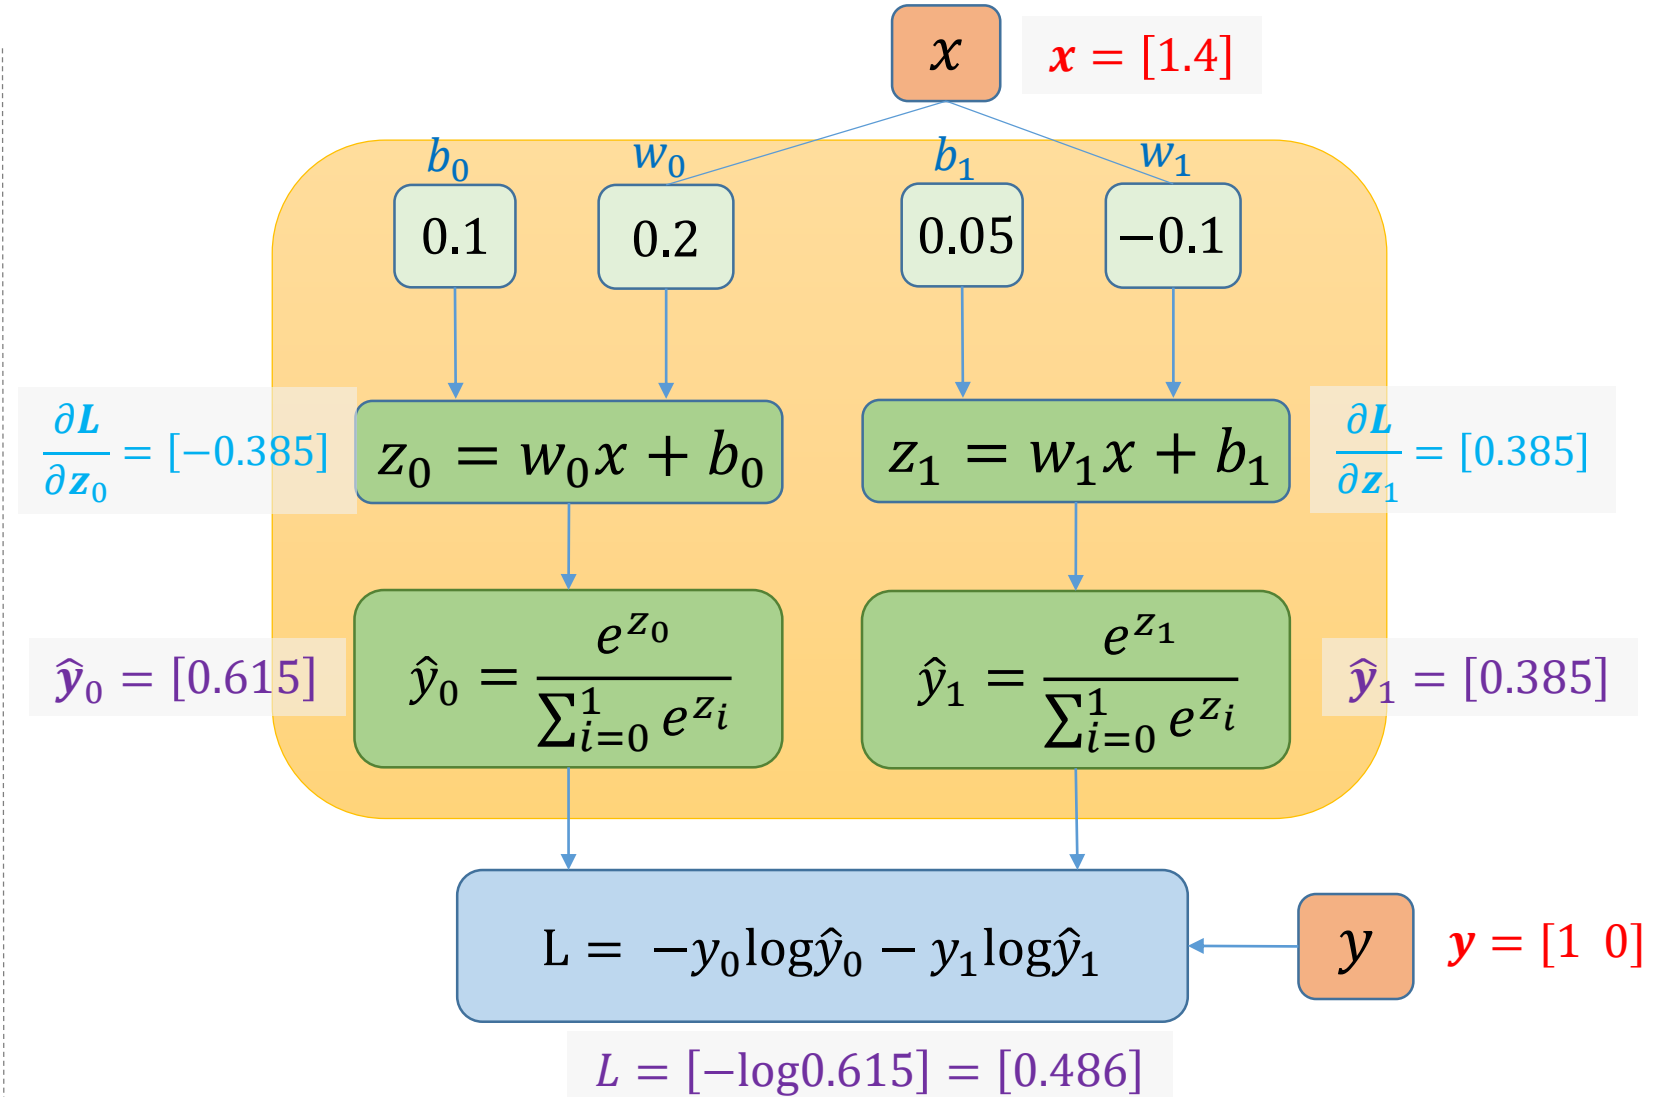 x
x = [1.4]
b₀ w₀ b₁ w₁
0.1 0.2 0.05 −0.1
∂L/∂z₀ = [−0.385]
z₀ = w₀x + b₀
z₁ = w₁x + b₁
∂L/∂z₁ = [0.385]
ŷ₀ = [0.615]
ŷ₀ = e^{z₀} / ∑_{i=0}^{1} e^{z_i}
ŷ₁ = e^{z₁} / ∑_{i=0}^{1} e^{z_i}
ŷ₁ = [0.385]
L = −y₀logŷ₀ − y₁logŷ₁
y
y = [1 0]
L = [−log0.615] = [0.486]